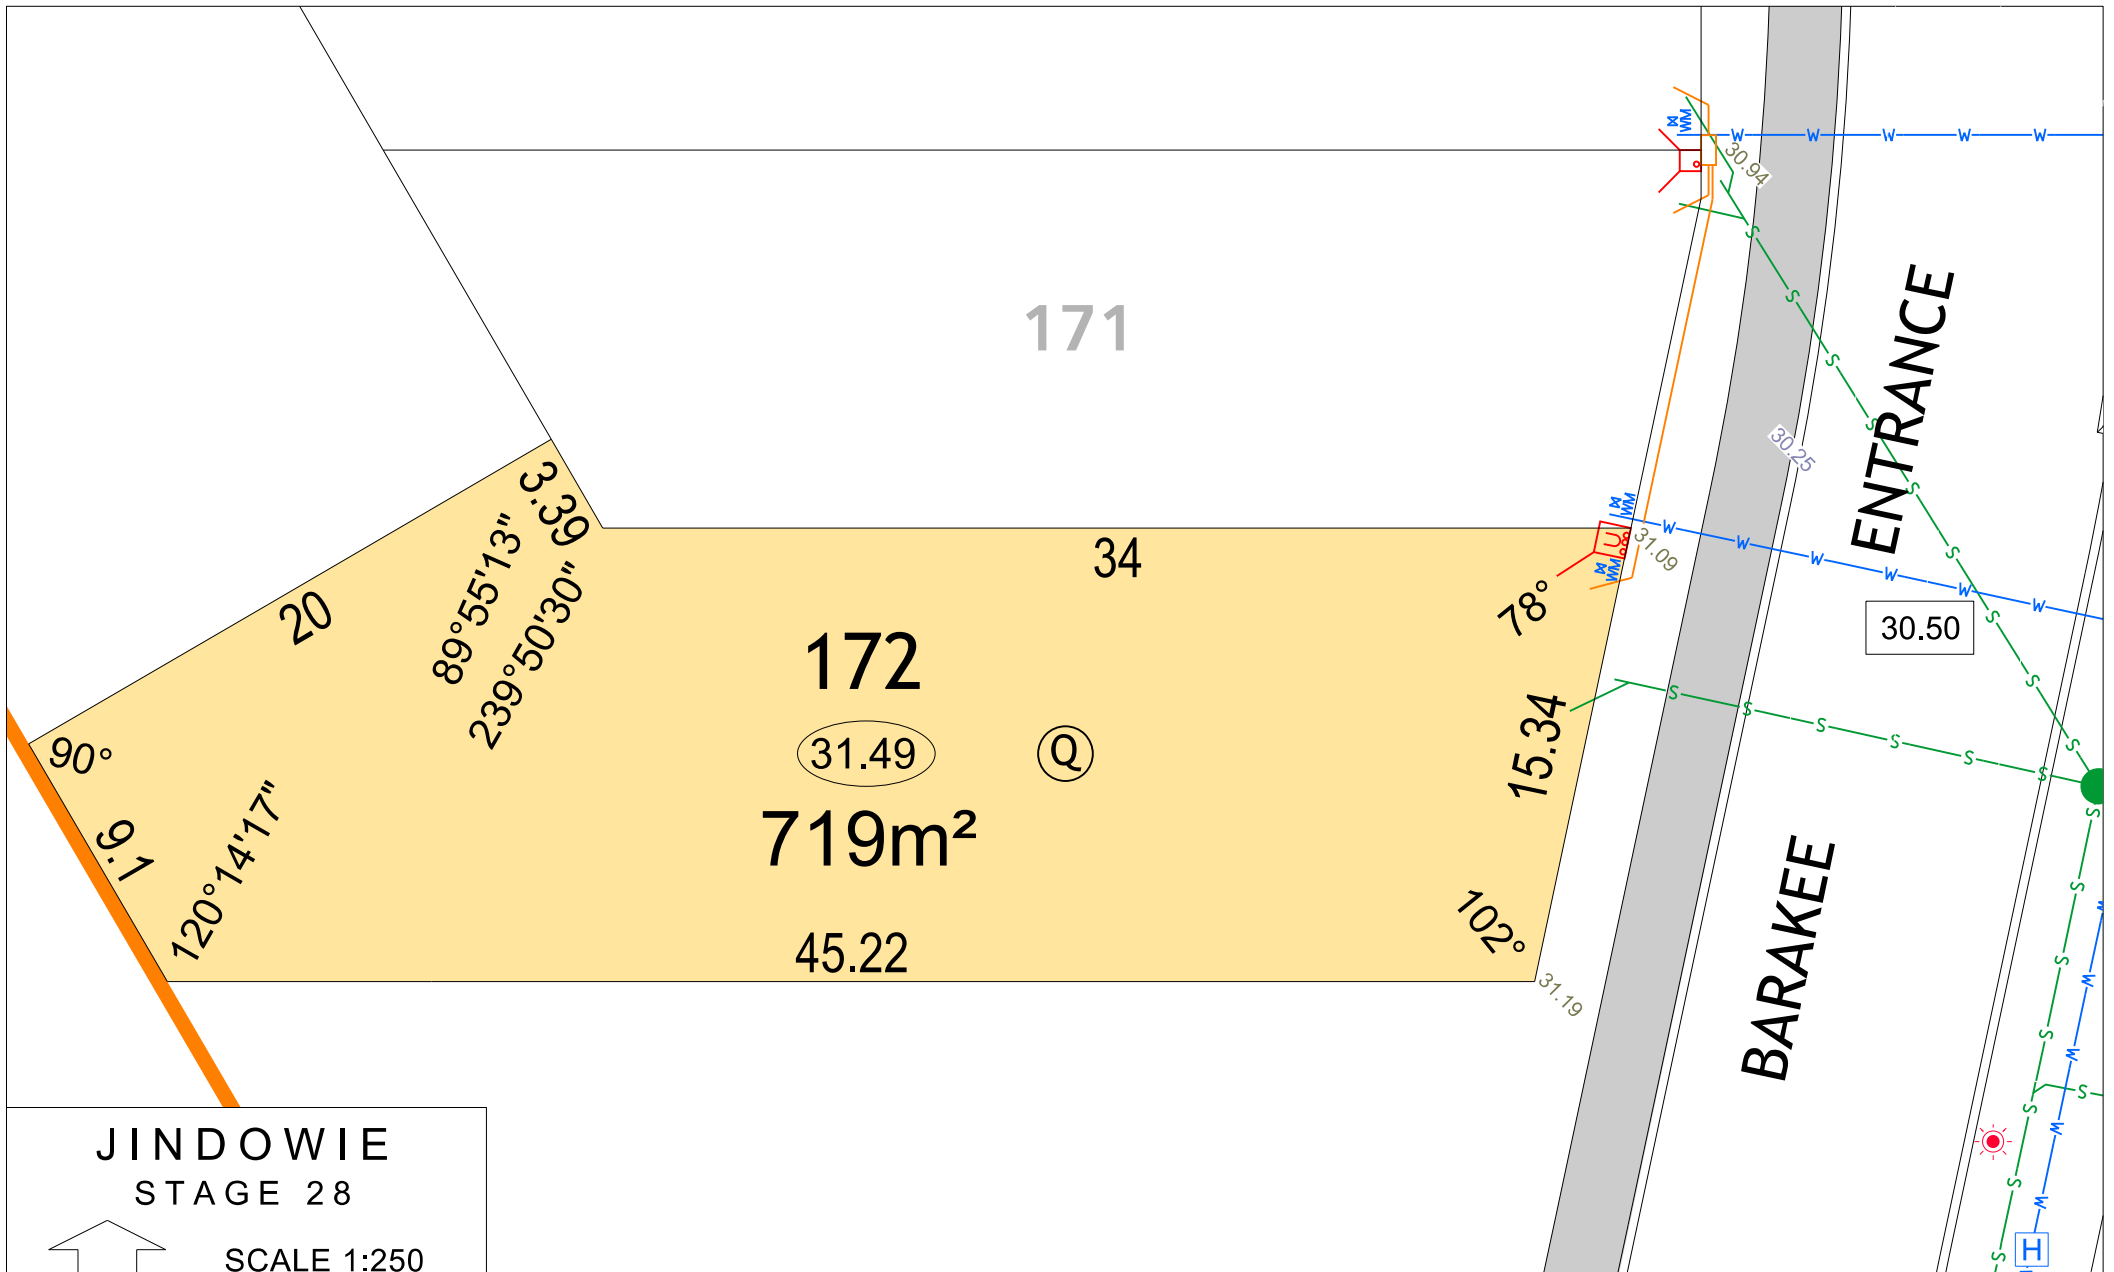 WM
W W W W W
30.94
S
S
171
S
ENTRANCE
S
30.25
3.39
S
WM
W W W W W W
34
U
31.09
S
WM
89°55'13"
239°50'30"
20
78°
S
30.50
172
S
S S S S S S
15.34
31.49
Q
90°
S
719m²
9.1
120°14'17"
BARAKEE
102°
45.22
31.19
S
W
S
W
S
W
S S
S
W
S
W
S
H
JINDOWIE
STAGE 28
SCALE 1:250